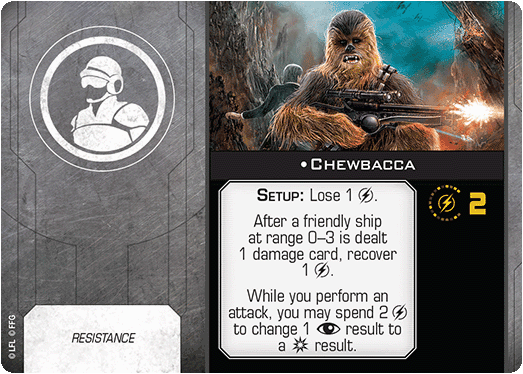 • CHEWBACCA
SETUP: Lose 1 .
After a friendly ship
at range 0–3 is dealt
1 damage card, recover
1 .
While you perform an
attack, you may spend 2
to change 1 result to
a result.
2
RESISTANCE
© LFL © FFG